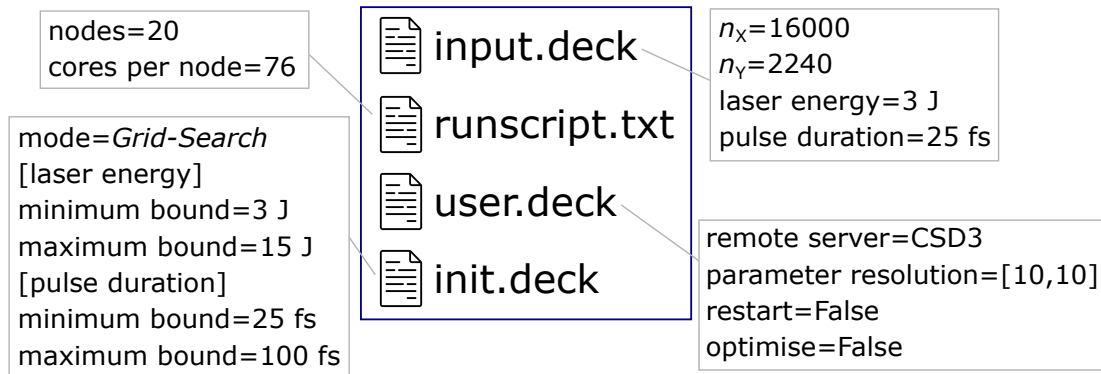 nodes=20
cores per node=76
mode=Grid-Search
[laser energy]
minimum bound=3 J
maximum bound=15 J
[pulse duration]
minimum bound=25 fs
maximum bound=100 fs
input.deck
runscript.txt
user.deck
init.deck
nX=16000
nY=2240
laser energy=3 J
pulse duration=25 fs
remote server=CSD3
parameter resolution=[10,10]
restart=False
optimise=False